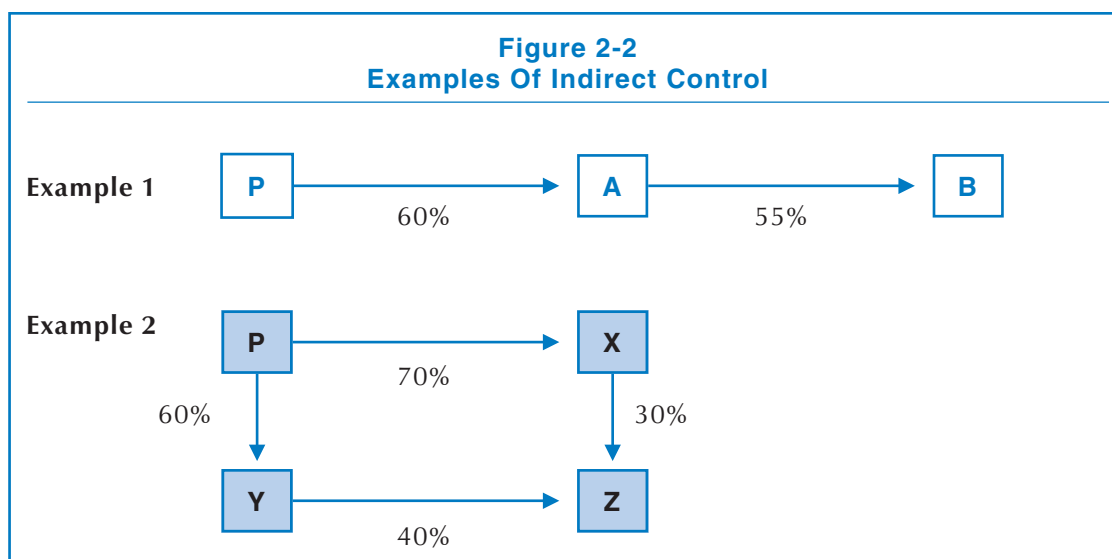 Figure 2-2
Examples Of Indirect Control
Example 1
P
A
B
60%
55%
Example 2
P
X
70%
60%
30%
Y
Z
40%